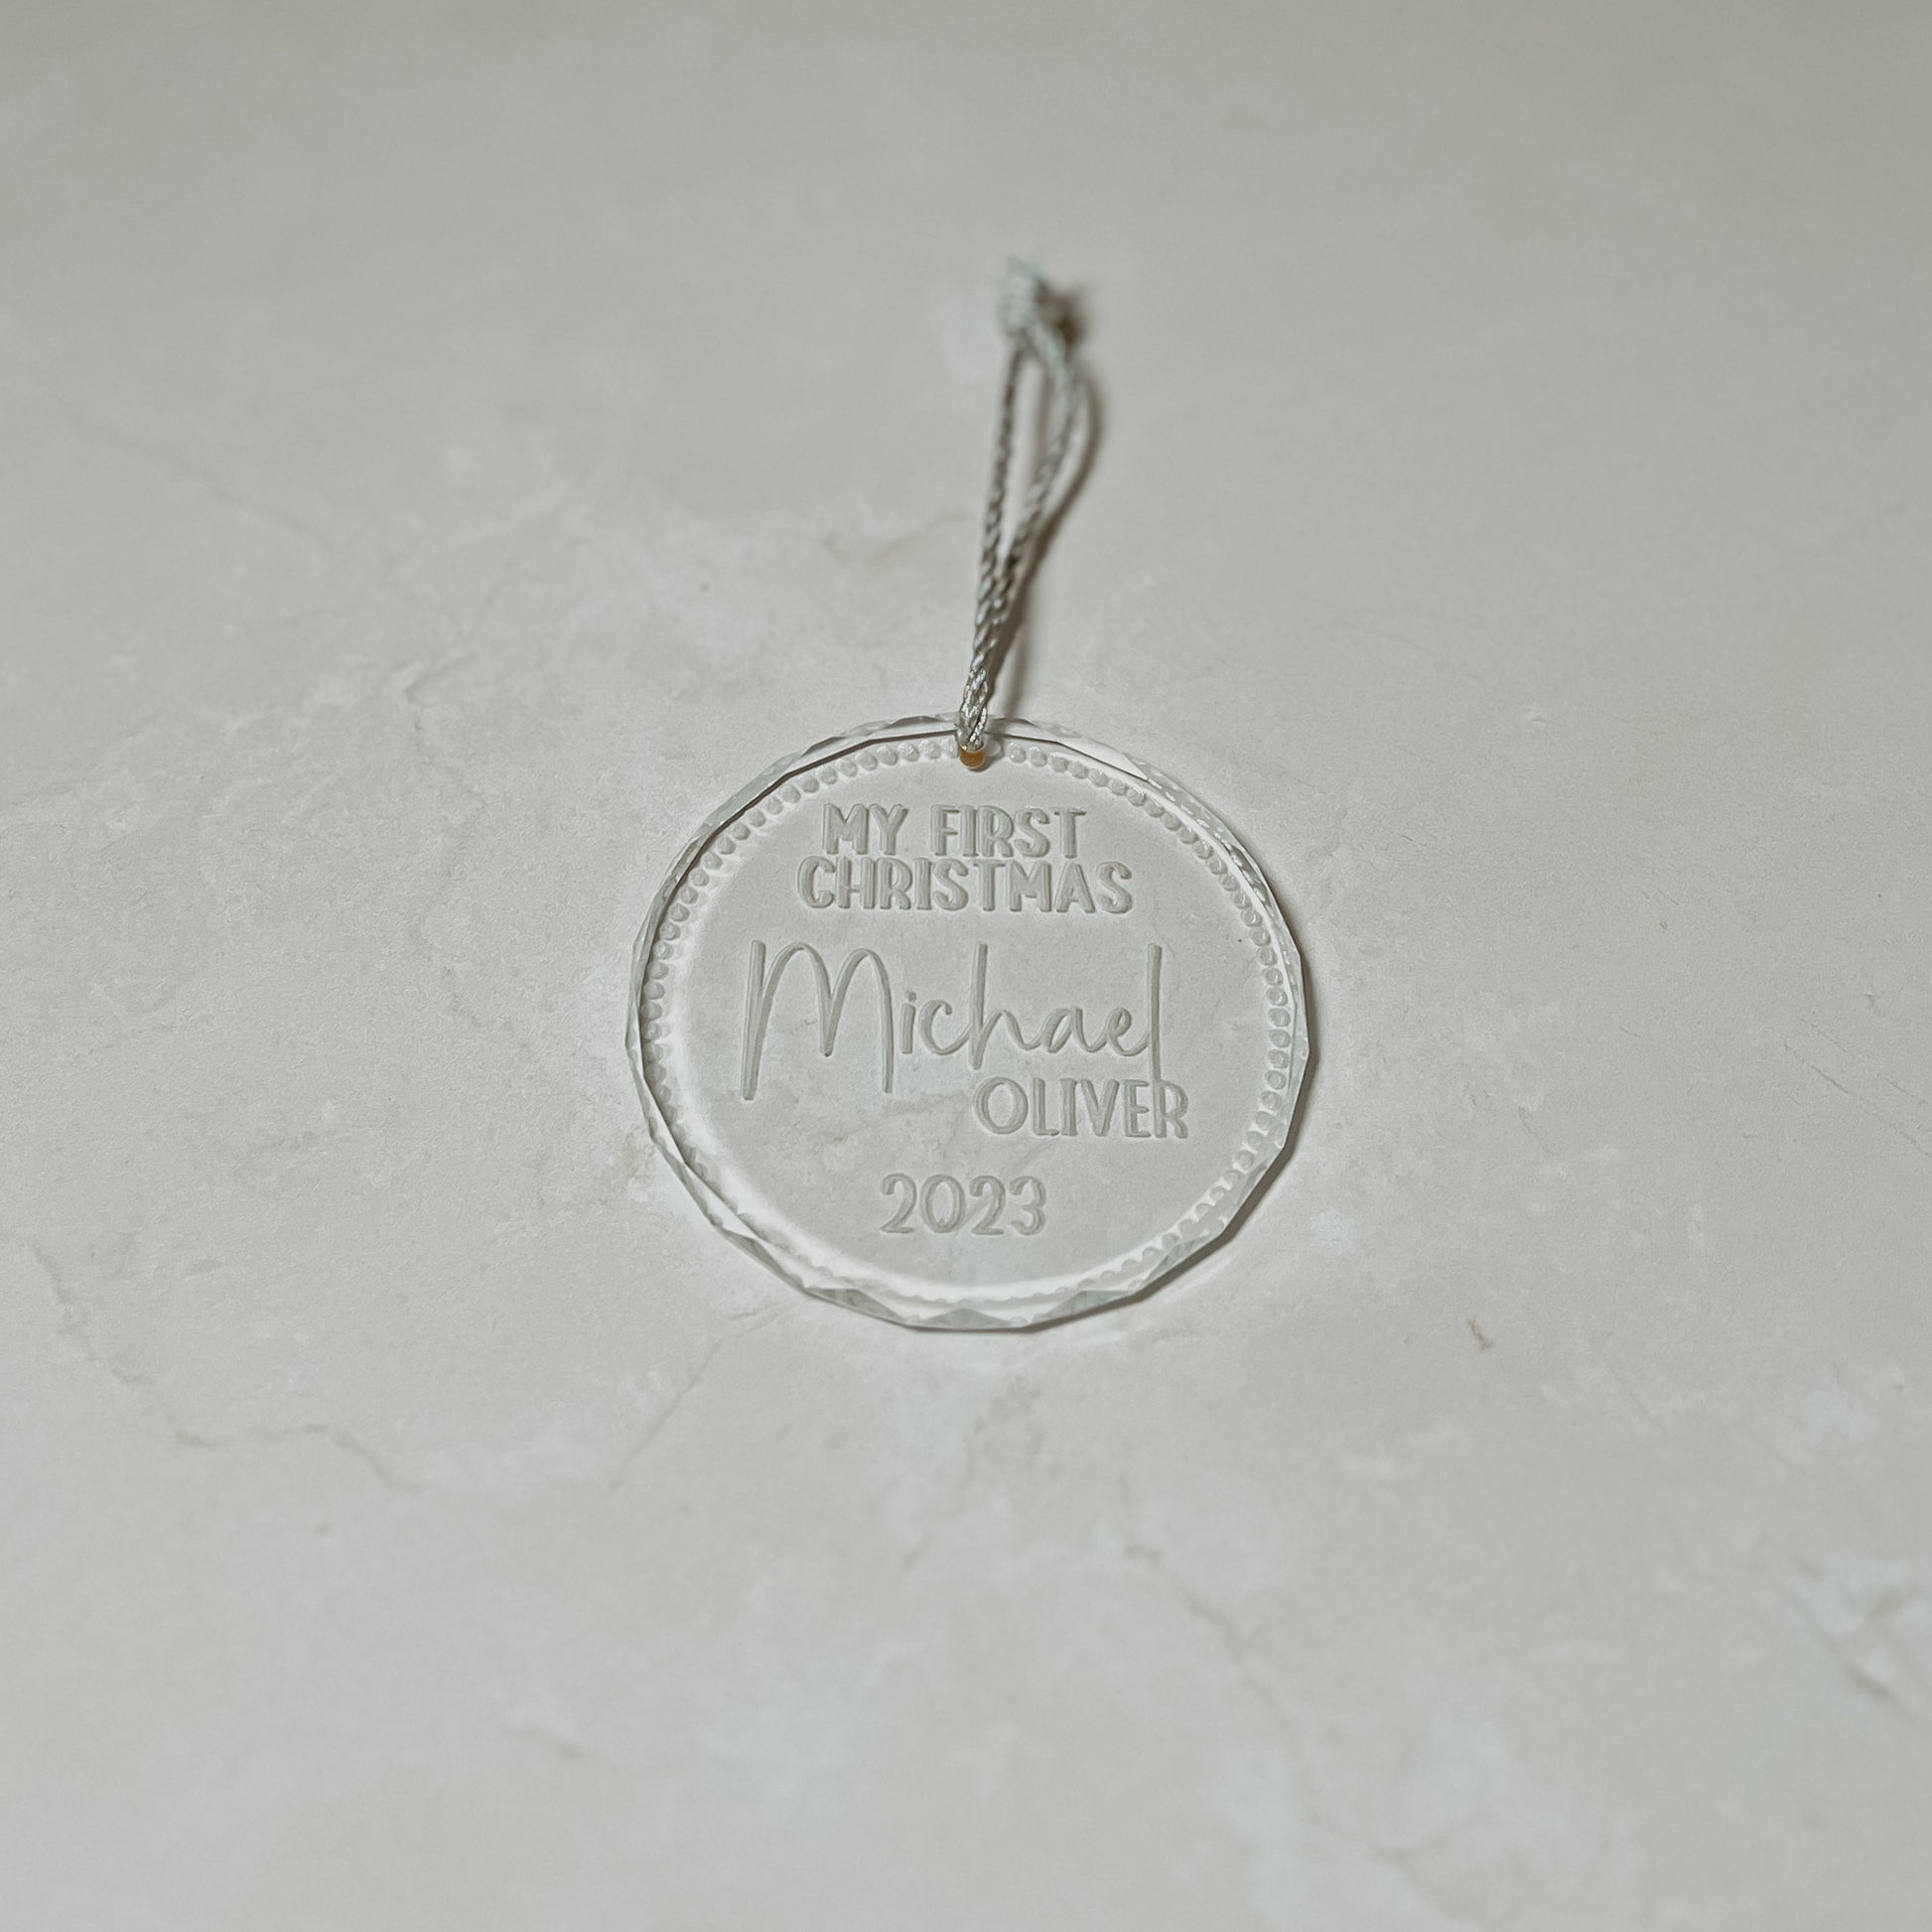 MY FIRST
CHRISTMAS
Michael
OLIVER
2023